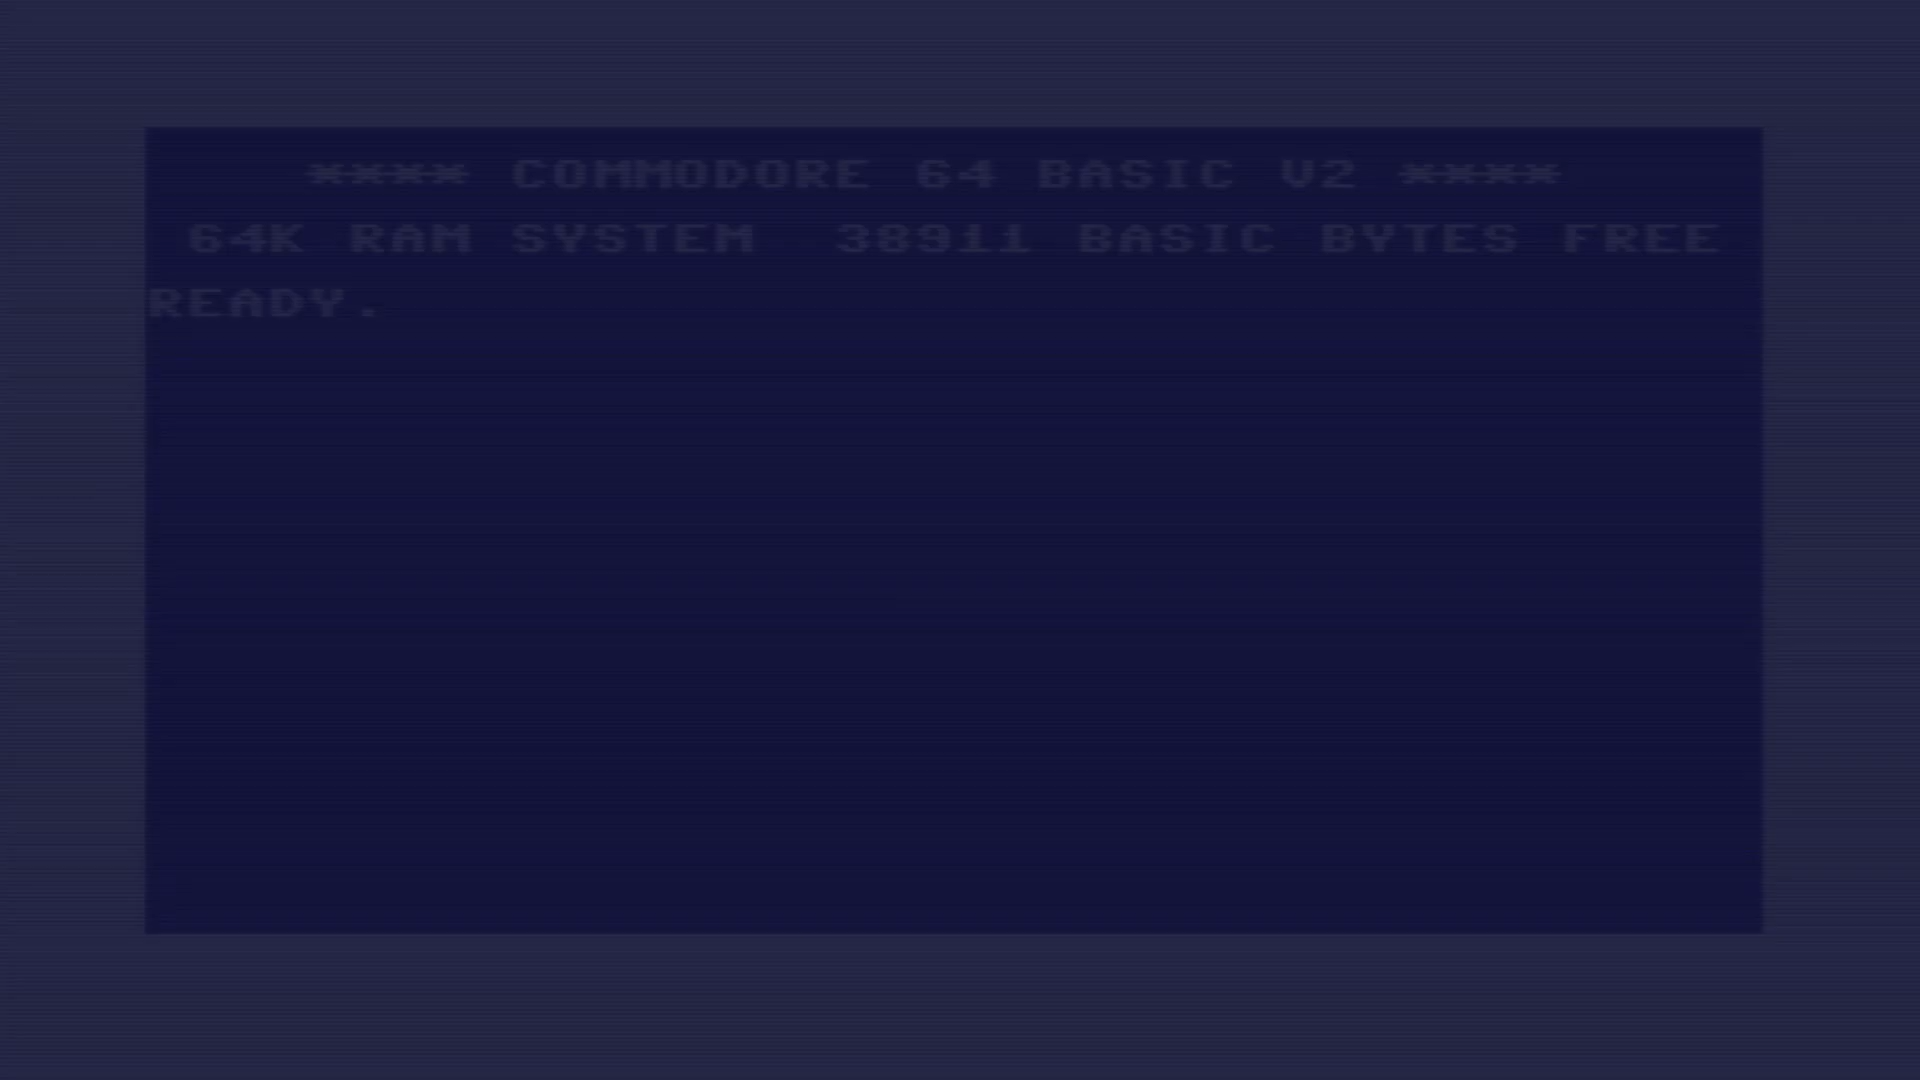 **** COMMODORE 64 BASIC V2 ****
64K RAM SYSTEM  38911 BASIC BYTES FREE
READY.